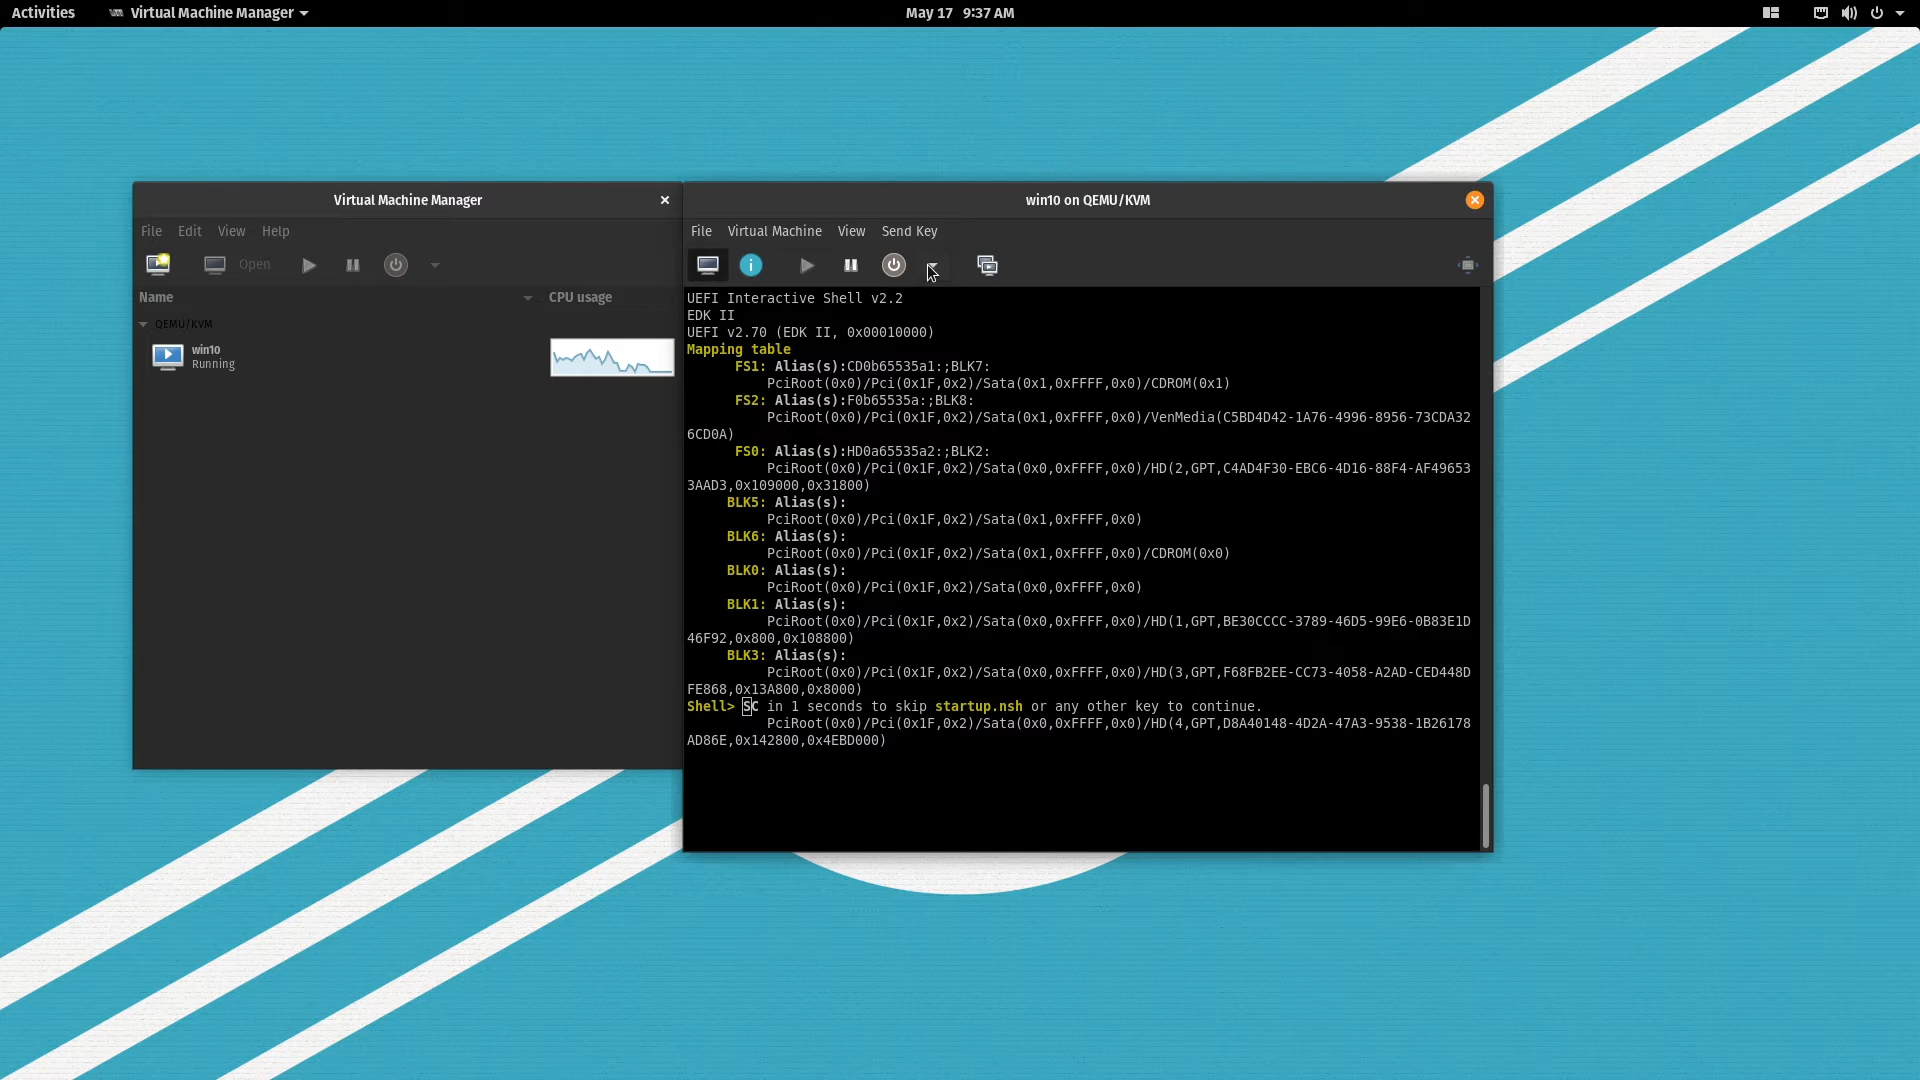 Activities
Virtual Machine Manager
May 17 9:37 AM
Virtual Machine Manager
File Edit View Help
Open
Name
CPU usage
QEMU/KVM
win10
Running
win10 on QEMU/KVM
File Virtual Machine View Send Key
UEFI Interactive Shell v2.2
EDK II
UEFI v2.70 (EDK II, 0x00010000)
Mapping table
FS1: Alias(s):CD0b65535a1:;BLK7:
PciRoot(0x0)/Pci(0x1F,0x2)/Sata(0x1,0xFFFF,0x0)/CDROM(0x1)
FS2: Alias(s):F0b65535a:;BLK8:
PciRoot(0x0)/Pci(0x1F,0x2)/Sata(0x1,0xFFFF,0x0)/VenMedia(C5BD4D42-1A76-4996-8956-73CDA32
6CD0A)
FS0: Alias(s):HD0a65535a2:;BLK2:
PciRoot(0x0)/Pci(0x1F,0x2)/Sata(0x0,0xFFFF,0x0)/HD(2,GPT,C4AD4F30-EBC6-4D16-88F4-AF49653
3AAD3,0x109000,0x31800)
BLK5: Alias(s):
PciRoot(0x0)/Pci(0x1F,0x2)/Sata(0x1,0xFFFF,0x0)
BLK6: Alias(s):
PciRoot(0x0)/Pci(0x1F,0x2)/Sata(0x1,0xFFFF,0x0)/CDROM(0x0)
BLK0: Alias(s):
PciRoot(0x0)/Pci(0x1F,0x2)/Sata(0x0,0xFFFF,0x0)
BLK1: Alias(s):
PciRoot(0x0)/Pci(0x1F,0x2)/Sata(0x0,0xFFFF,0x0)/HD(1,GPT,BE30CCCC-3789-46D5-99E6-0B83E1D
46F92,0x800,0x108800)
BLK3: Alias(s):
PciRoot(0x0)/Pci(0x1F,0x2)/Sata(0x0,0xFFFF,0x0)/HD(3,GPT,F68FB2EE-CC73-4058-A2AD-CED448D
FE868,0x13A800,0x8000)
Shell> SC in 1 seconds to skip startup.nsh or any other key to continue.
PciRoot(0x0)/Pci(0x1F,0x2)/Sata(0x0,0xFFFF,0x0)/HD(4,GPT,D8A40148-4D2A-47A3-9538-1B26178
AD86E,0x142800,0x4EBD000)